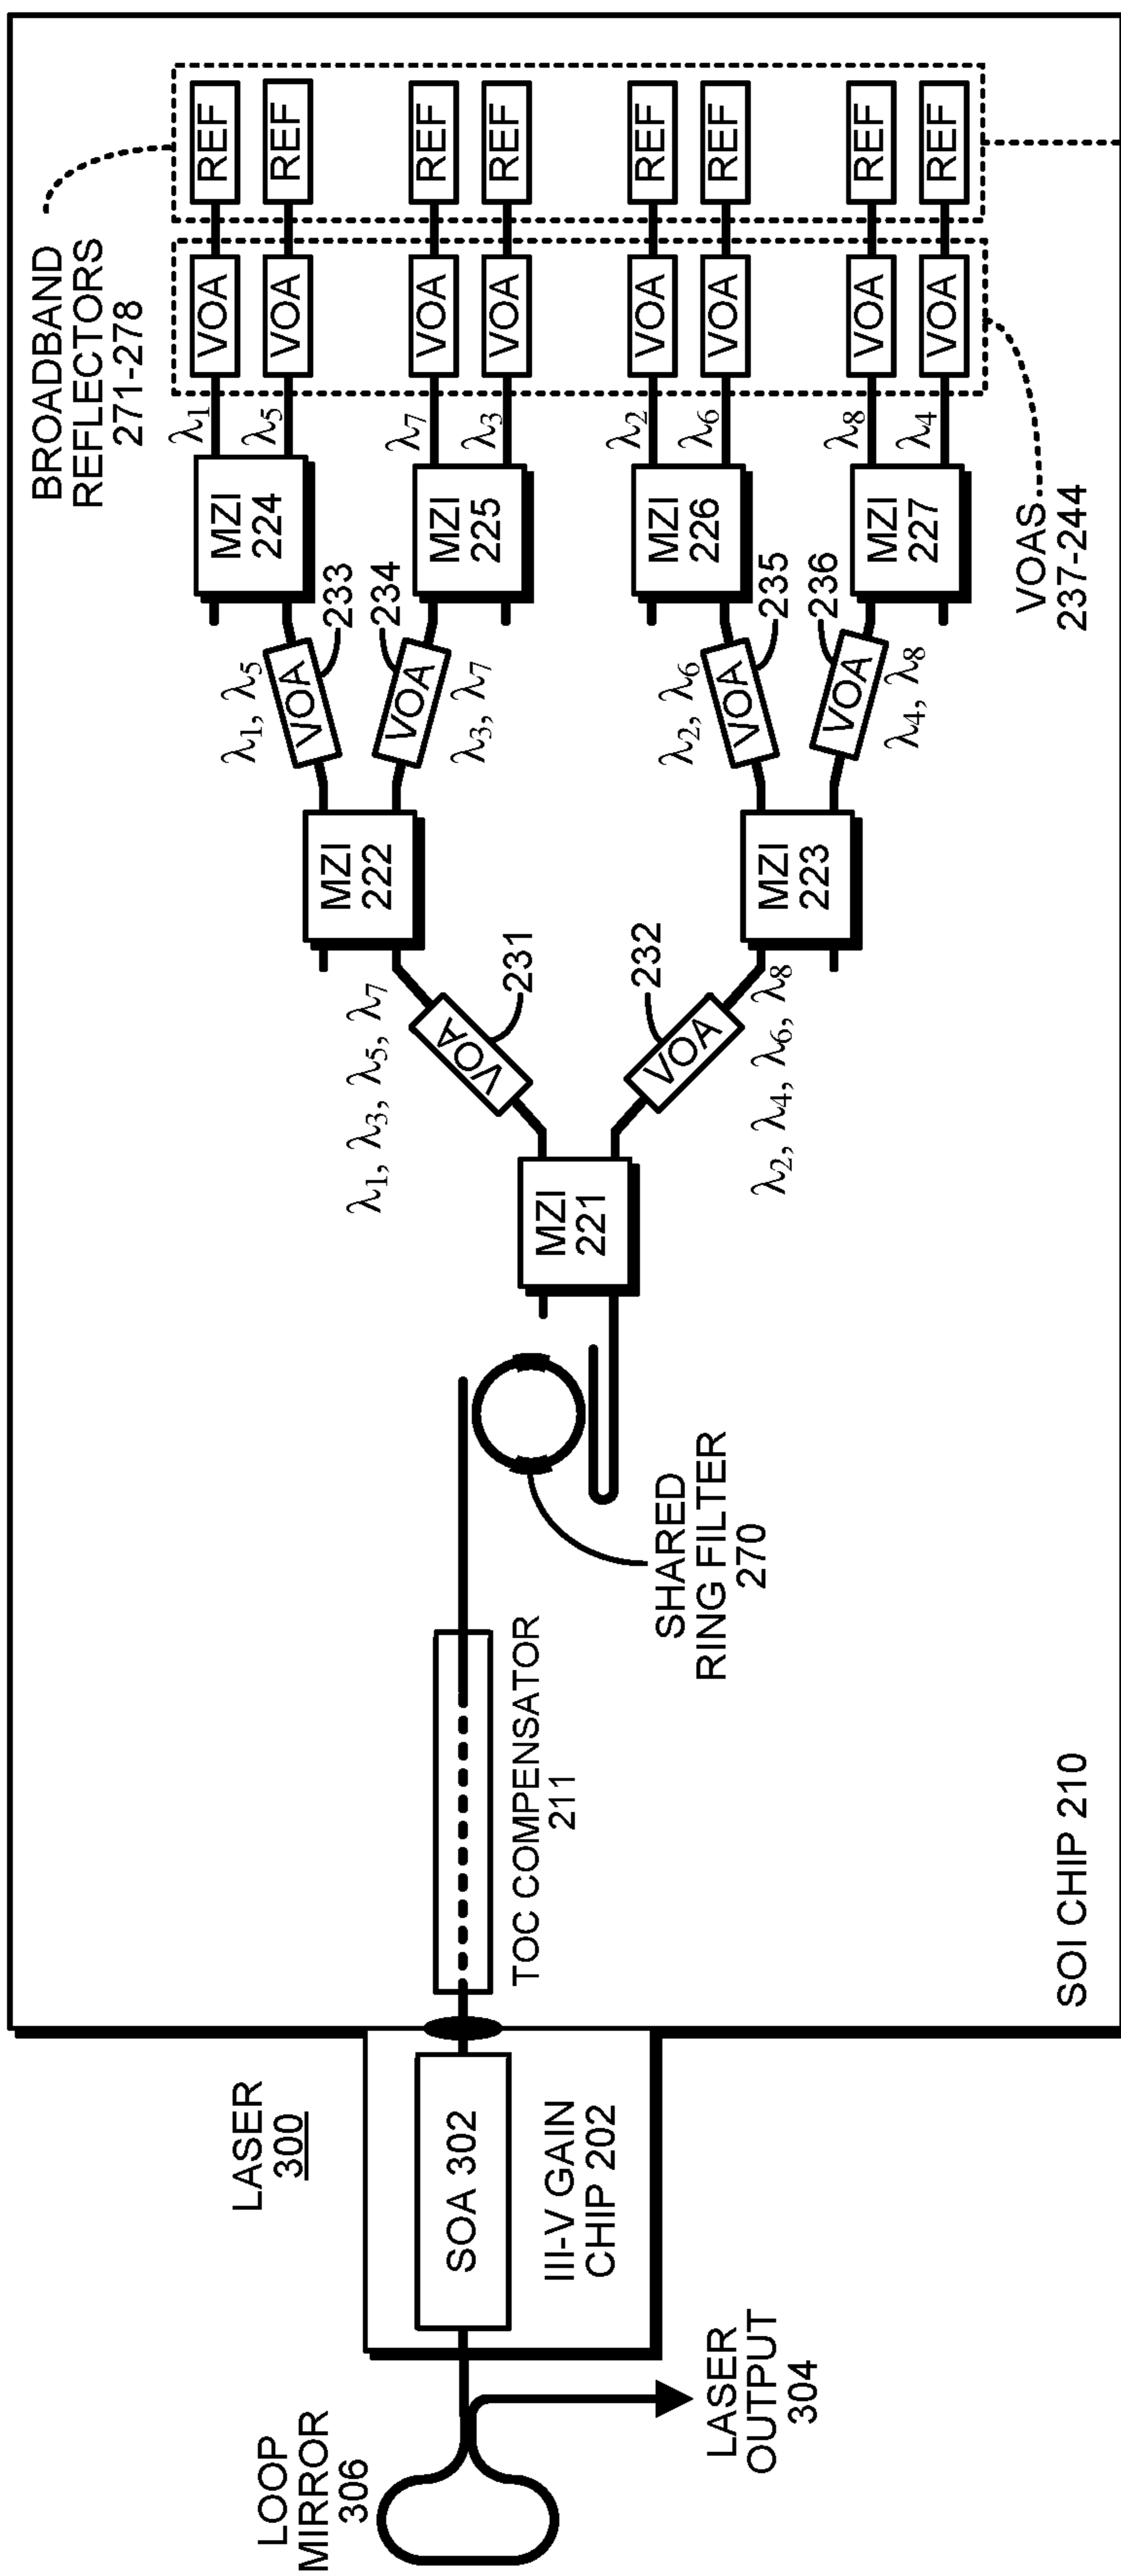 BROADBAND
REFLECTORS
271-278
REF
REF
REF
REF
REF
REF
REF
REF
VOA
VOA
VOA
VOA
VOA
VOA
VOA
VOA
λ1
λ5
λ7
λ3
λ2
λ6
λ8
λ4
VOAS
237-244
MZI
224
MZI
225
MZI
226
MZI
227
λ1, λ5
VOA
233
234
VOA
λ3, λ7
λ2, λ6
VOA
235
236
VOA
λ4, λ8
MZI
222
MZI
223
λ1, λ3, λ5, λ7
VOA
231
232
VOA
λ2, λ4, λ6, λ8
MZI
221
SHARED
RING FILTER
270
TOC COMPENSATOR
211
SOI CHIP 210
LASER
300
SOA 302
III-V GAIN
CHIP 202
LOOP
MIRROR
306
LASER
OUTPUT
304